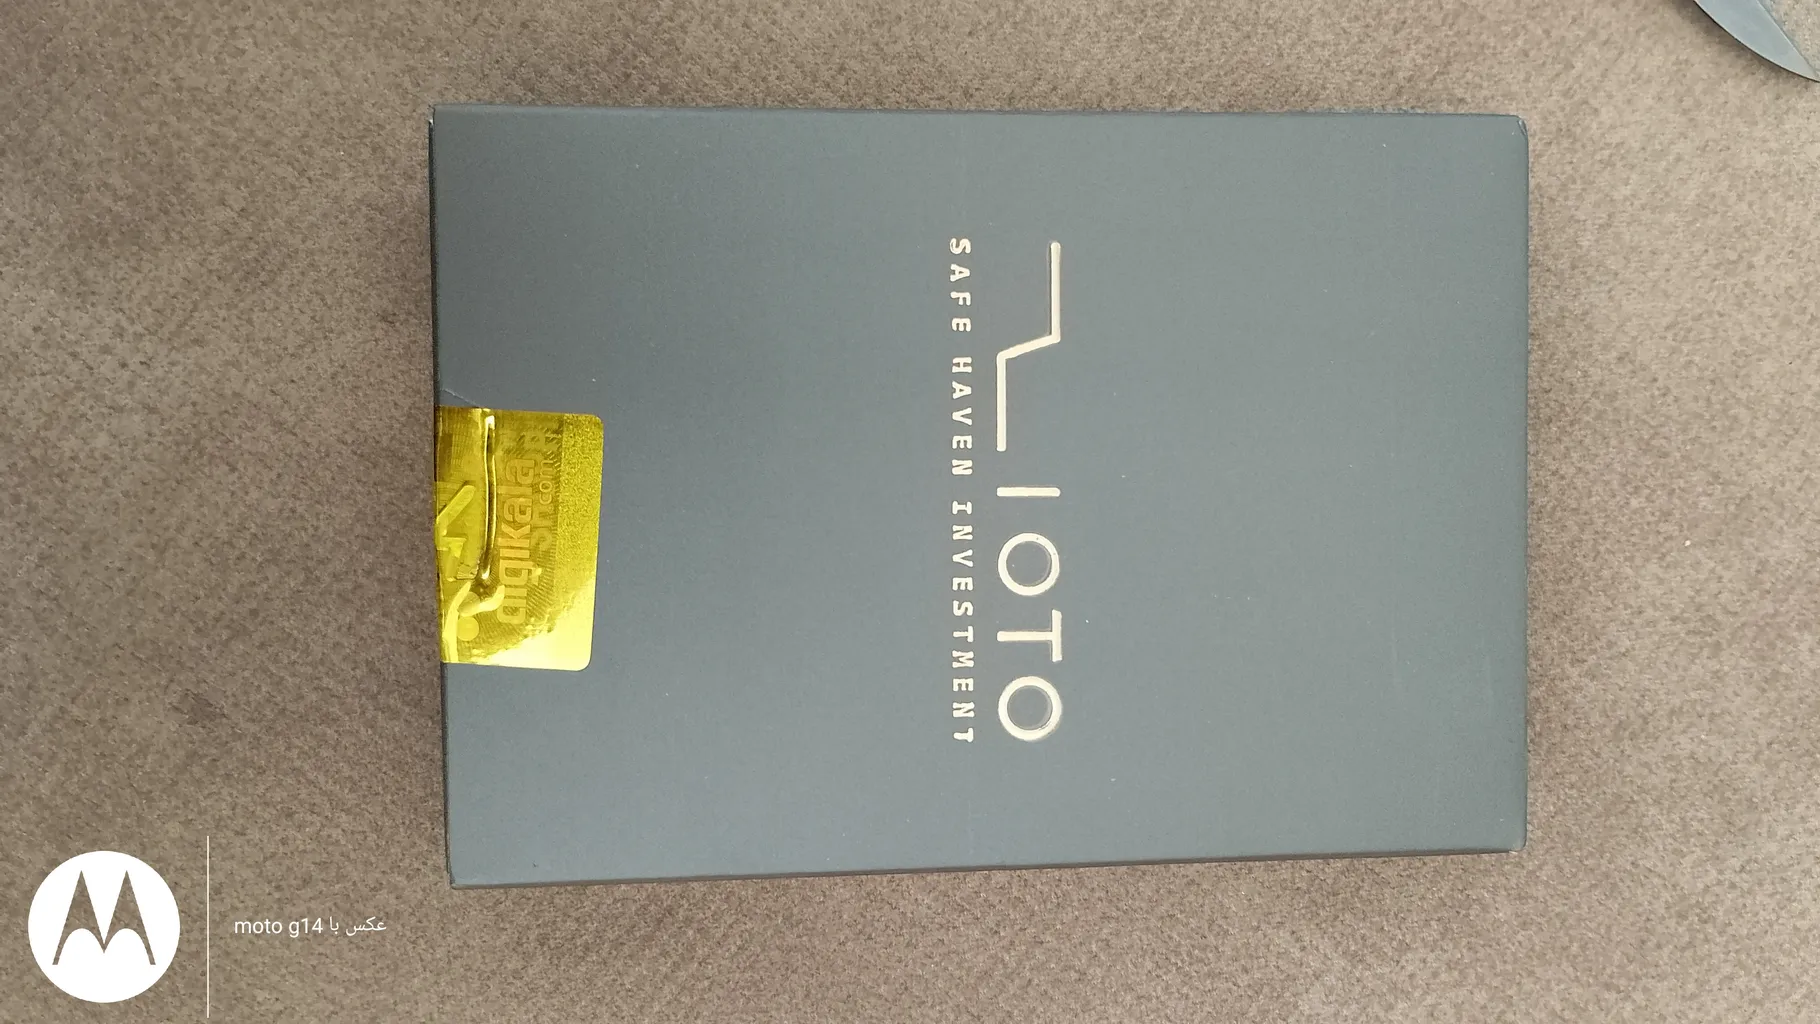 IOTO
SAFE HAVEN INVESTMENT
digikala
عکس با moto g14